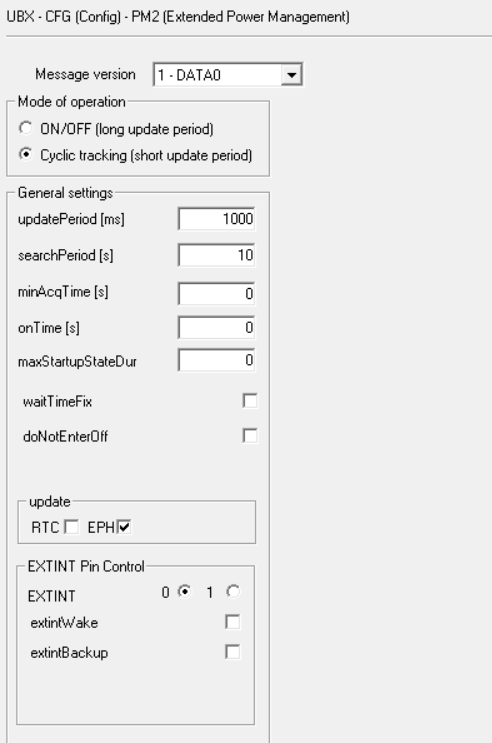 UBX - CFG (Config) - PM2 (Extended Power Management)
Message version 1 - DATA0
Mode of operation
ON/OFF (long update period)
Cyclic tracking (short update period)
General settings
updatePeriod [ms] 1000
searchPeriod [s] 10
minAcqTime [s] 0
onTime [s] 0
maxStartupStateDur 0
waitTimeFix
doNotEnterOff
update
RTC EPH
EXTINT Pin Control
EXTINT 0 1
extintWake
extintBackup